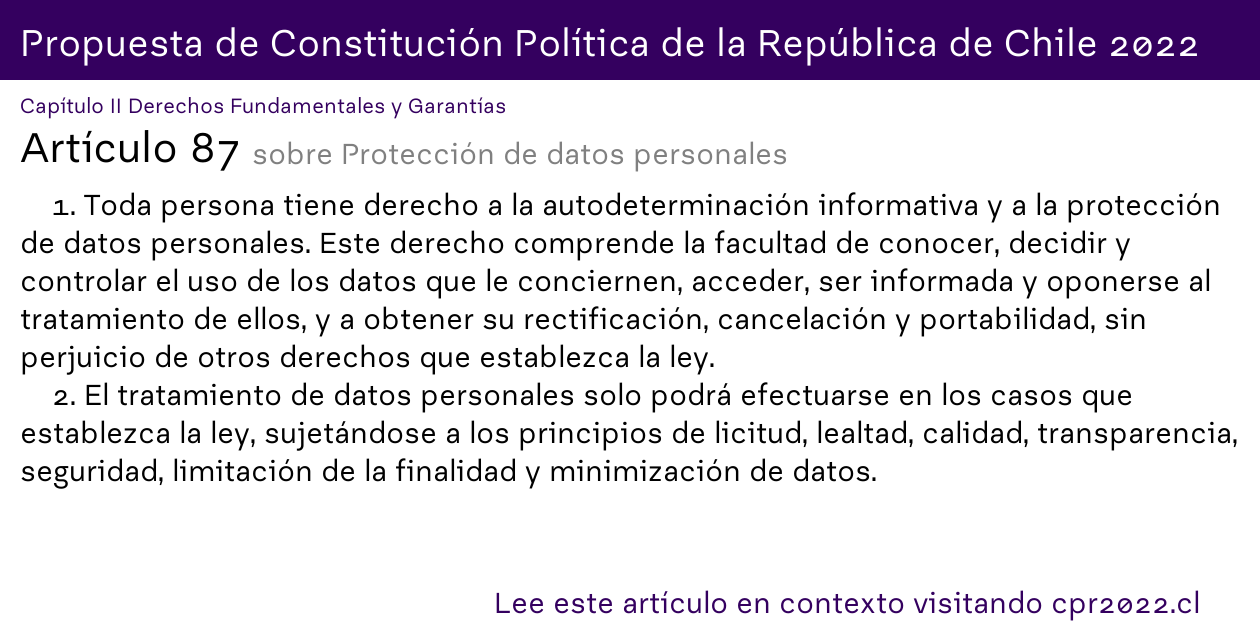 Propuesta de Constitución Política de la República de Chile 2022
Capítulo II Derechos Fundamentales y Garantías
Artículo 87 sobre Protección de datos personales
1. Toda persona tiene derecho a la autodeterminación informativa y a la protección
de datos personales. Este derecho comprende la facultad de conocer, decidir y
controlar el uso de los datos que le conciernen, acceder, ser informada y oponerse al
tratamiento de ellos, y a obtener su rectificación, cancelación y portabilidad, sin
perjuicio de otros derechos que establezca la ley.
2. El tratamiento de datos personales solo podrá efectuarse en los casos que
establezca la ley, sujetándose a los principios de licitud, lealtad, calidad, transparencia,
seguridad, limitación de la finalidad y minimización de datos.
Lee este artículo en contexto visitando cpr2022.cl